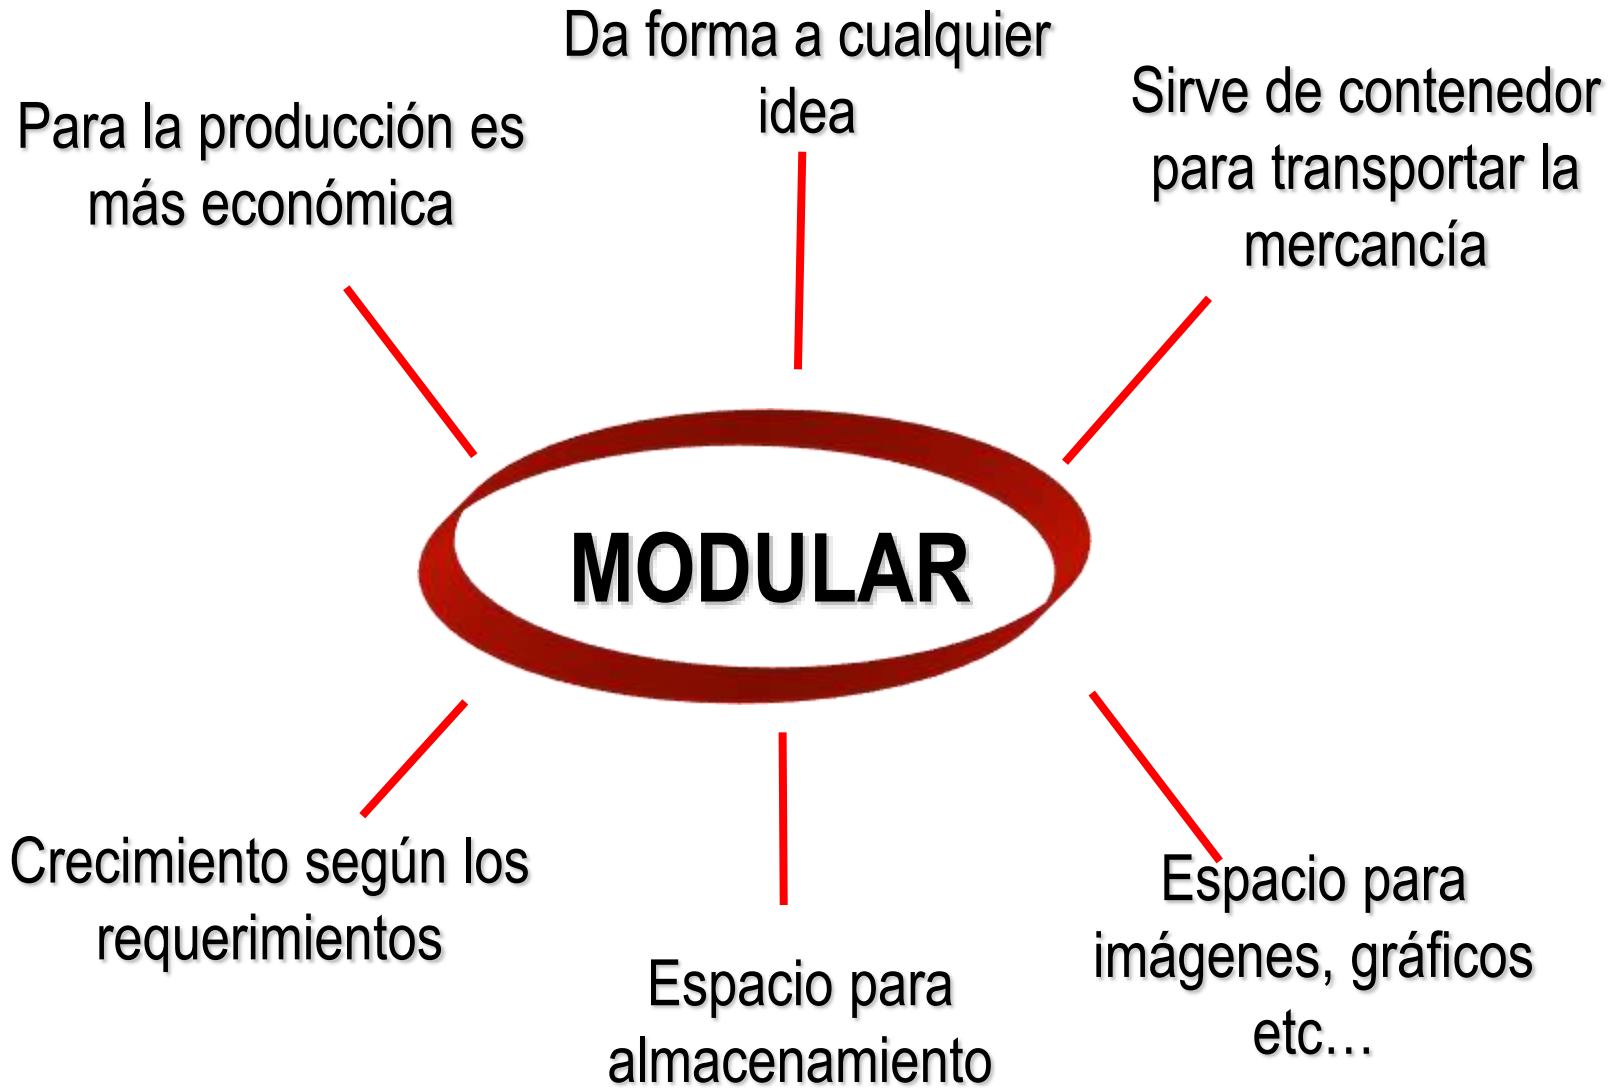 Da forma a cualquier
idea
Para la producción es
más económica
Sirve de contenedor
para transportar la
mercancía
MODULAR
Crecimiento según los
requerimientos
Espacio para
almacenamiento
Espacio para
imágenes, gráficos
etc…